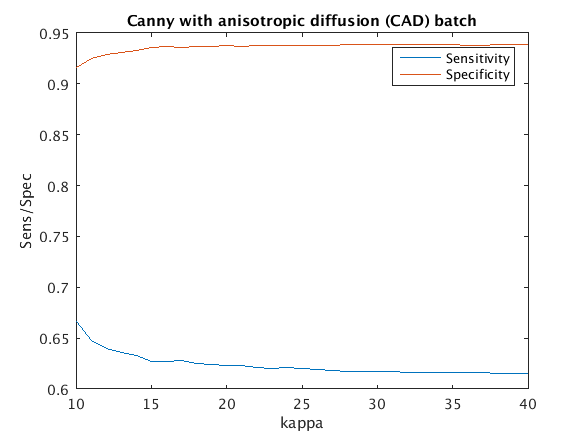 Canny with anisotropic diffusion (CAD) batch
0.95
0.9
0.85
0.8
0.75
0.7
0.65
0.6
Sens/Spec
Sensitivity
Specificity
10 15 20 25 30 35 40
kappa